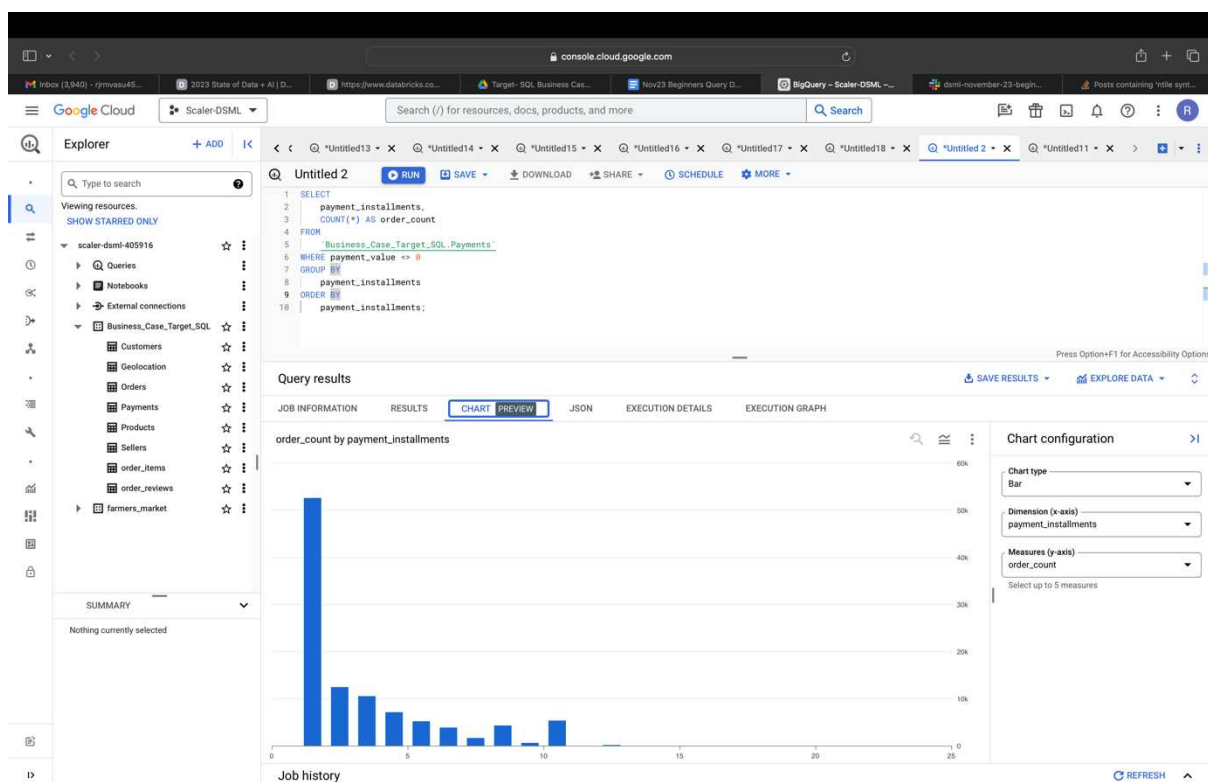 console.cloud.google.com
Inbox (3,940) - rjrmvasu45...
2023 State of Data + AI | D...
https://www.databricks.co...
Target- SQL Business Cas...
Nov23 Beginners Query D...
BigQuery – Scaler-DSML –...
dsml-november-23-begin...
Posts containing 'ntile synt...
Google Cloud
Scaler-DSML
Search (/) for resources, docs, products, and more
Search
R
Explorer
+ ADD
*Untitled13
*Untitled14
*Untitled15
*Untitled16
*Untitled17
*Untitled18
*Untitled 2
*Untitled11
Type to search
Viewing resources.
SHOW STARRED ONLY
scaler-dsml-405916
Queries
Notebooks
External connections
Business_Case_Target_SQL
Customers
Geolocation
Orders
Payments
Products
Sellers
order_items
order_reviews
farmers_market
SUMMARY
Nothing currently selected
Untitled 2
RUN
SAVE
DOWNLOAD
SHARE
SCHEDULE
MORE
1 SELECT
2 payment_installments,
3 COUNT(*) AS order_count
4 FROM
5 `Business_Case_Target_SQL.Payments`
6 WHERE payment_value <> 0
7 GROUP BY
8 payment_installments
9 ORDER BY
10 payment_installments;
Press Option+F1 for Accessibility Options
Query results
SAVE RESULTS
EXPLORE DATA
JOB INFORMATION
RESULTS
CHART PREVIEW
JSON
EXECUTION DETAILS
EXECUTION GRAPH
order_count by payment_installments
60k
50k
40k
30k
20k
10k
0
0 5 10 15 20 25
Chart configuration
Chart type
Bar
Dimension (x-axis)
payment_installments
Measures (y-axis)
order_count
Select up to 5 measures
Job history
REFRESH